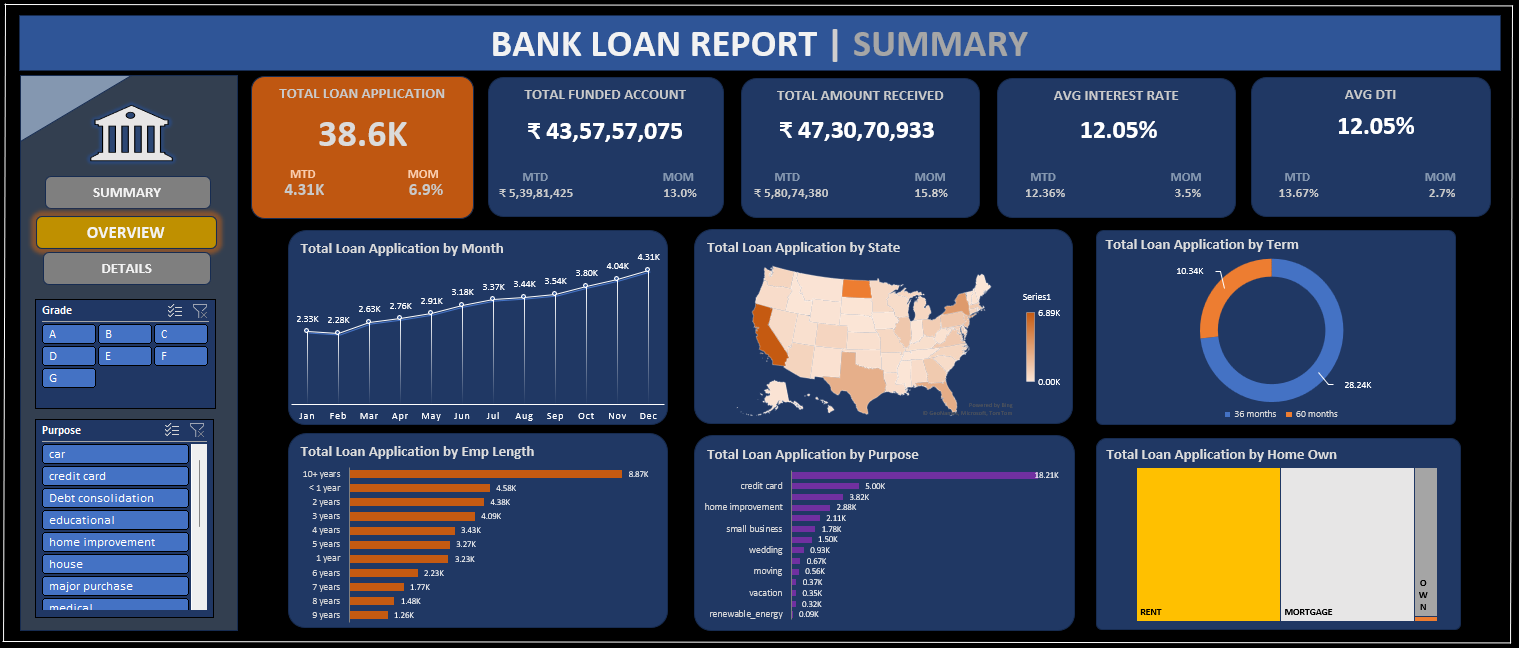 BANK LOAN REPORT | SUMMARY
SUMMARY
OVERVIEW
DETAILS
Grade
A B C
D E F
G
Purpose
car
credit card
Debt consolidation
educational
home improvement
house
major purchase
medical
TOTAL LOAN APPLICATION
38.6K
MTD MOM
4.31K 6.9%
TOTAL FUNDED ACCOUNT
₹ 43,57,57,075
MTD MOM
₹ 5,39,81,425 13.0%
TOTAL AMOUNT RECEIVED
₹ 47,30,70,933
MTD MOM
₹ 5,80,74,380 15.8%
AVG INTEREST RATE
12.05%
MTD MOM
12.36% 3.5%
AVG DTI
12.05%
MTD MOM
13.67% 2.7%
Total Loan Application by Month
2.33K 2.28K 2.63K 2.76K 2.91K 3.18K 3.37K 3.44K 3.54K 3.80K 4.04K 4.31K
Jan Feb Mar Apr May Jun Jul Aug Sep Oct Nov Dec
Total Loan Application by State
Series1
6.89K
0.00K
Powered by Bing
© GeoNames, Microsoft, TomTom
Total Loan Application by Term
10.34K
28.24K
36 months 60 months
Total Loan Application by Emp Length
10+ years 8.87K
< 1 year 4.58K
2 years 4.38K
3 years 4.09K
4 years 3.43K
5 years 3.27K
1 year 3.23K
6 years 2.23K
7 years 1.77K
8 years 1.48K
9 years 1.26K
Total Loan Application by Purpose
18.21K
credit card 5.00K
3.82K
home improvement 2.88K
2.11K
small business 1.78K
1.50K
wedding 0.93K
0.67K
moving 0.56K
0.37K
vacation 0.35K
0.32K
renewable_energy 0.09K
Total Loan Application by Home Own
RENT
MORTGAGE
OWN